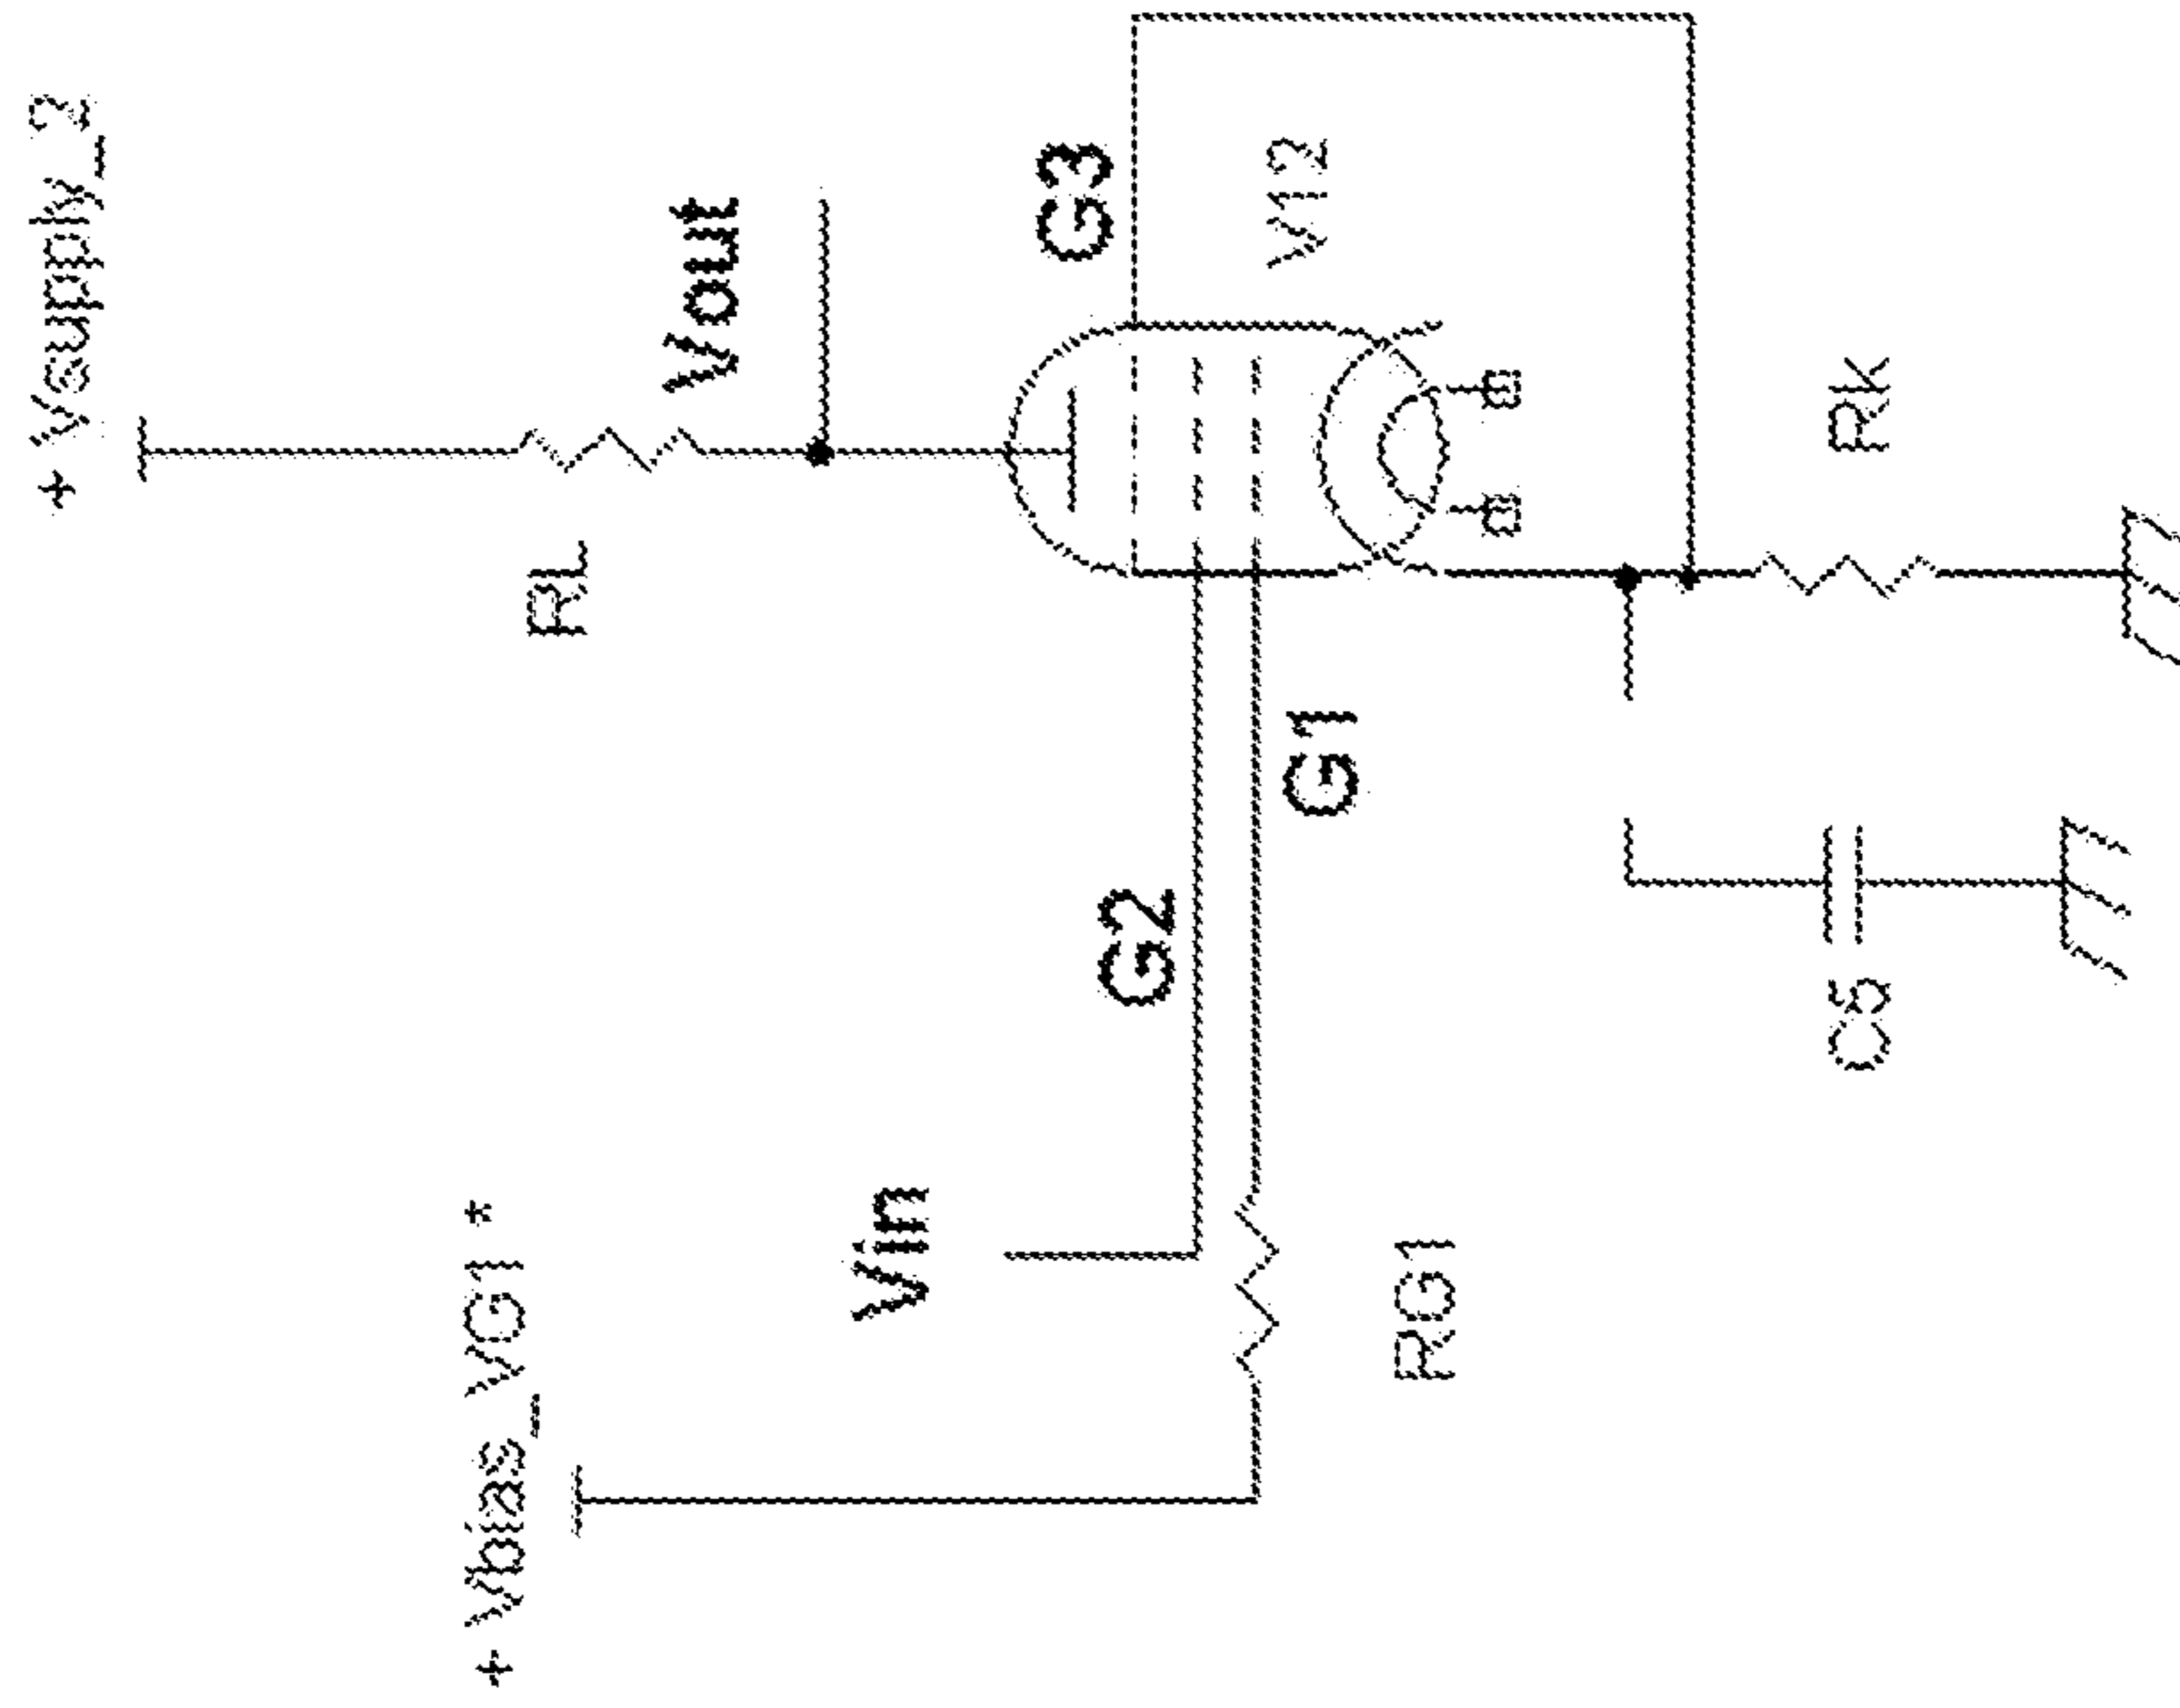 + Vsupply_2
+ Vbias_VG1 *
RL
Vout
Vin
G3
G2
V12
G1
RG1
C5
Rk